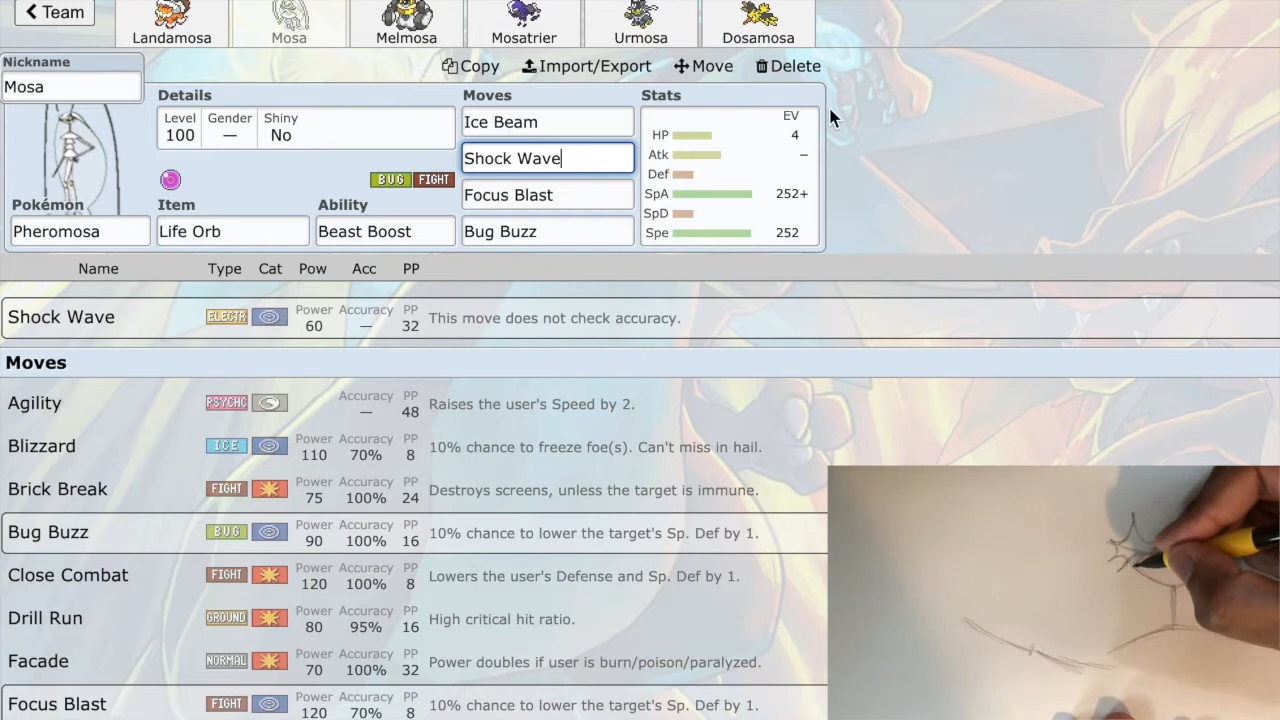 Team
Landamosa Mosa Melmosa Mosatrier Urmosa Dosamosa
Nickname
Mosa
Copy Import/Export Move Delete
Details Moves Stats
Level Gender Shiny
100 — No
Ice Beam
EV
HP 4
Atk –
Shock Wave
Def
BUG FIGHT
Focus Blast
SpA 252+
SpD
Pokémon Item Ability
Pheromosa Life Orb Beast Boost Bug Buzz
Spe 252
Name Type Cat Pow Acc PP
Shock Wave ELECTR Power 60 Accuracy — PP 32 This move does not check accuracy.
Moves
Agility PSYCHC Accuracy — PP 48 Raises the user's Speed by 2.
Blizzard ICE Power 110 Accuracy 70% PP 8 10% chance to freeze foe(s). Can't miss in hail.
Brick Break FIGHT Power 75 Accuracy 100% PP 24 Destroys screens, unless the target is immune.
Bug Buzz BUG Power 90 Accuracy 100% PP 16 10% chance to lower the target's Sp. Def by 1.
Close Combat FIGHT Power 120 Accuracy 100% PP 8 Lowers the user's Defense and Sp. Def by 1.
Drill Run GROUND Power 80 Accuracy 95% PP 16 High critical hit ratio.
Facade NORMAL Power 70 Accuracy 100% PP 32 Power doubles if user is burn/poison/paralyzed.
Focus Blast FIGHT Power 120 Accuracy 70% PP 8 10% chance to lower the target's Sp. Def by 1.